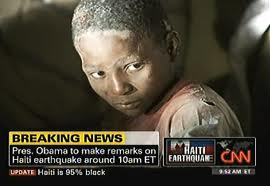 BREAKING NEWS
Pres. Obama to make remarks on
Haiti earthquake around 10am ET
HAITI
EARTHQUAKE
CNN
9:52 AM ET
UPDATE Haiti is 95% black